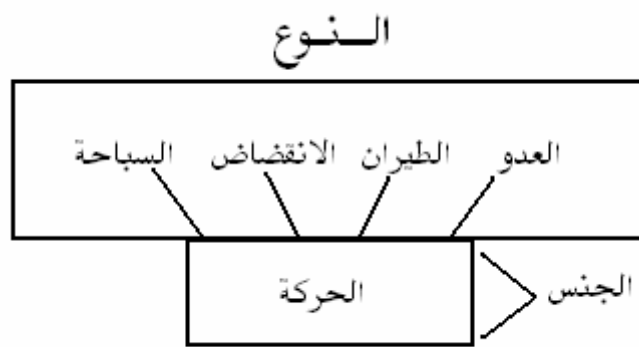 النوع
العدو الطيران الانقضاض السباحة
الحركة
الجنس